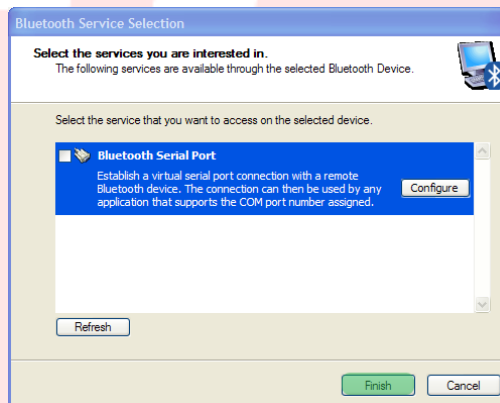 Bluetooth Service Selection
Select the services you are interested in.
The following services are available through the selected Bluetooth Device.
Select the service that you want to access on the selected device.
Bluetooth Serial Port
Establish a virtual serial port connection with a remote
Bluetooth device. The connection can then be used by any
application that supports the COM port number assigned.
Configure
Refresh
Finish
Cancel